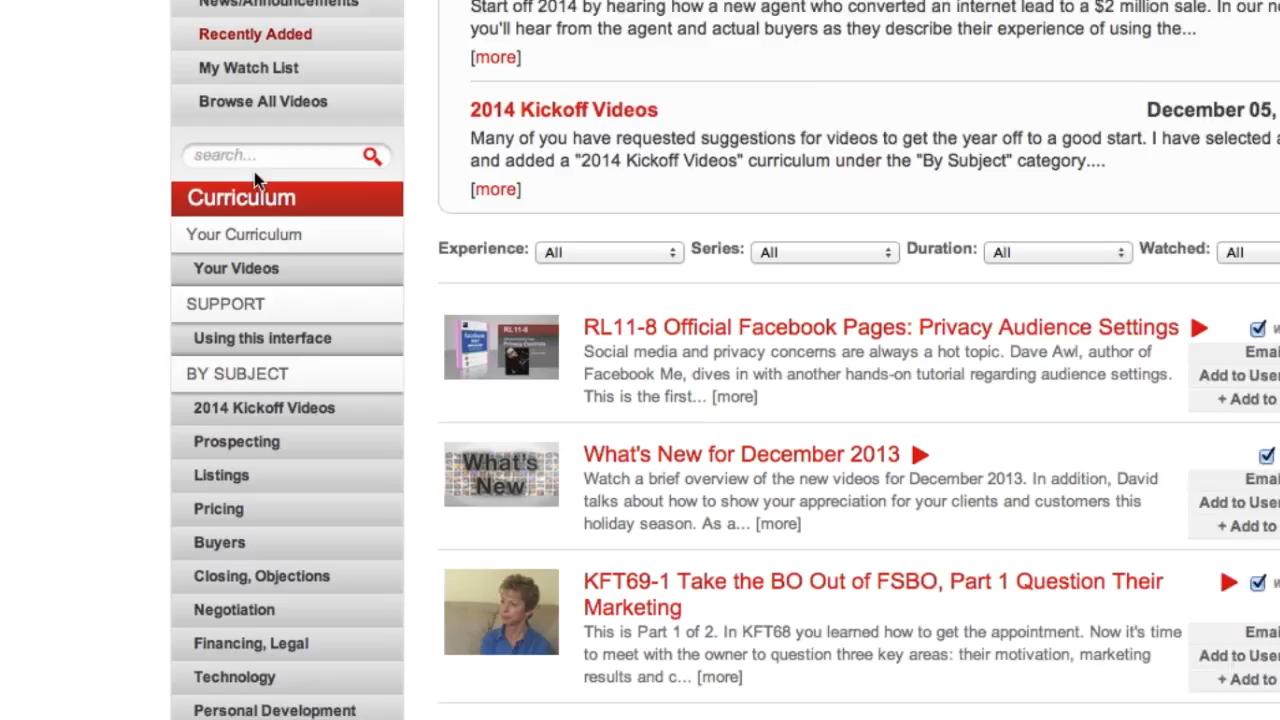 News/Announcements
Recently Added
My Watch List
Browse All Videos
search...
Curriculum
Your Curriculum
Your Videos
SUPPORT
Using this interface
BY SUBJECT
2014 Kickoff Videos
Prospecting
Listings
Pricing
Buyers
Closing, Objections
Negotiation
Financing, Legal
Technology
Personal Development
Start off 2014 by hearing how a new agent who converted an internet lead to a $2 million sale. In our
you'll hear from the agent and actual buyers as they describe their experience of using the...
[more]
2014 Kickoff Videos December 05,
Many of you have requested suggestions for videos to get the year off to a good start. I have selected
and added a "2014 Kickoff Videos" curriculum under the "By Subject" category....
[more]
Experience: All Series: All Duration: All Watched: All
RL11-8 Official Facebook Pages: Privacy Audience Settings
Social media and privacy concerns are always a hot topic. Dave Awl, author of
Facebook Me, dives in with another hands-on tutorial regarding audience settings.
This is the first... [more]
Add to
+ Add to
What's New
What's New for December 2013
Watch a brief overview of the new videos for December 2013. In addition, David
talks about how to show your appreciation for your clients and customers this
holiday season. As a... [more]
Add to
+ Add to
KFT69-1 Take the BO Out of FSBO, Part 1 Question Their
Marketing
This is Part 1 of 2. In KFT68 you learned how to get the appointment. Now it's time
to meet with the owner to question three key areas: their motivation, marketing
results and c... [more]
Add to
+ Add to